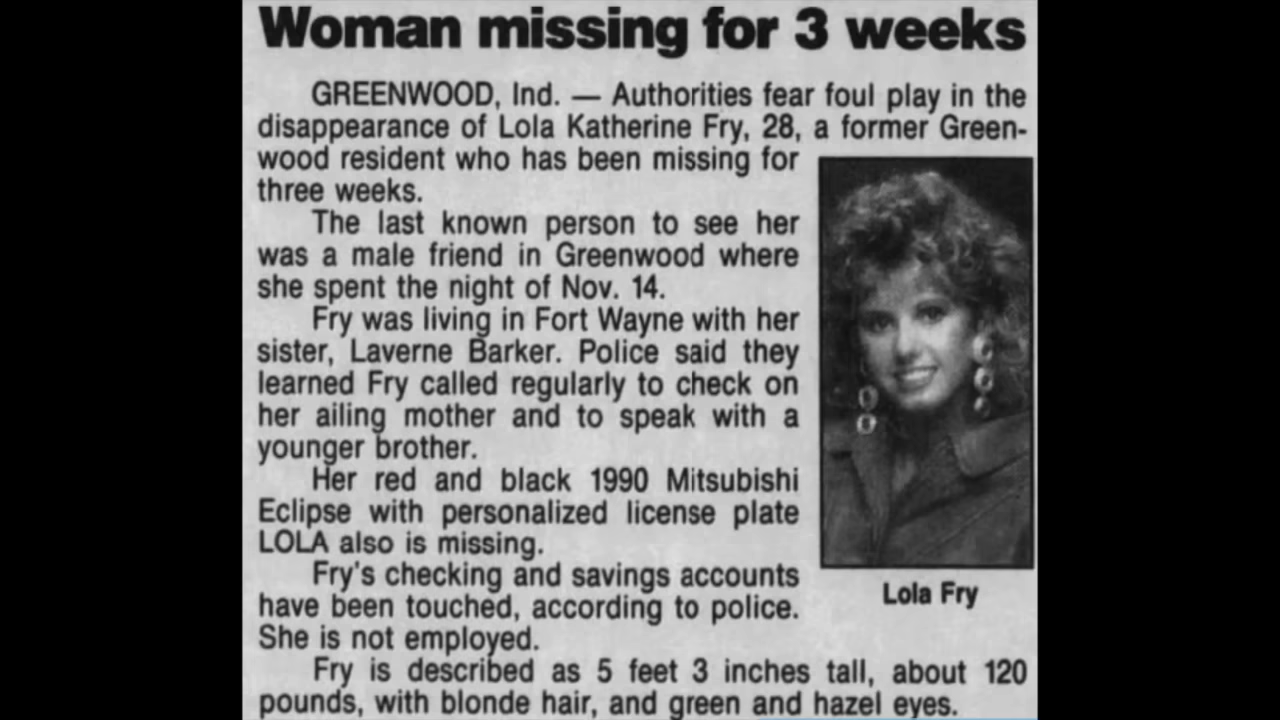 Woman missing for 3 weeks
GREENWOOD, Ind. — Authorities fear foul play in the
disappearance of Lola Katherine Fry, 28, a former Green-
wood resident who has been missing for
three weeks.
The last known person to see her
was a male friend in Greenwood where
she spent the night of Nov. 14.
Fry was living in Fort Wayne with her
sister, Laverne Barker. Police said they
learned Fry called regularly to check on
her ailing mother and to speak with a
younger brother.
Her red and black 1990 Mitsubishi
Eclipse with personalized license plate
LOLA also is missing.
Fry's checking and savings accounts
have been touched, according to police.
She is not employed.
Fry is described as 5 feet 3 inches tall, about 120
pounds, with blonde hair, and green and hazel eyes.
Lola Fry